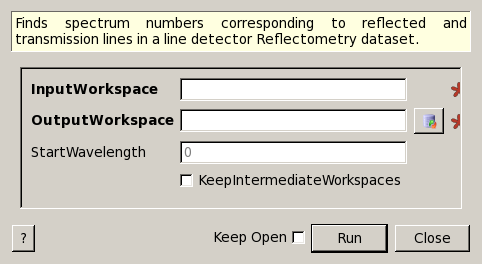 Finds spectrum numbers corresponding to reflected and
transmission lines in a line detector Reflectometry dataset.
InputWorkspace
OutputWorkspace
StartWavelength 0
KeepIntermediateWorkspaces
? Keep Open Run Close